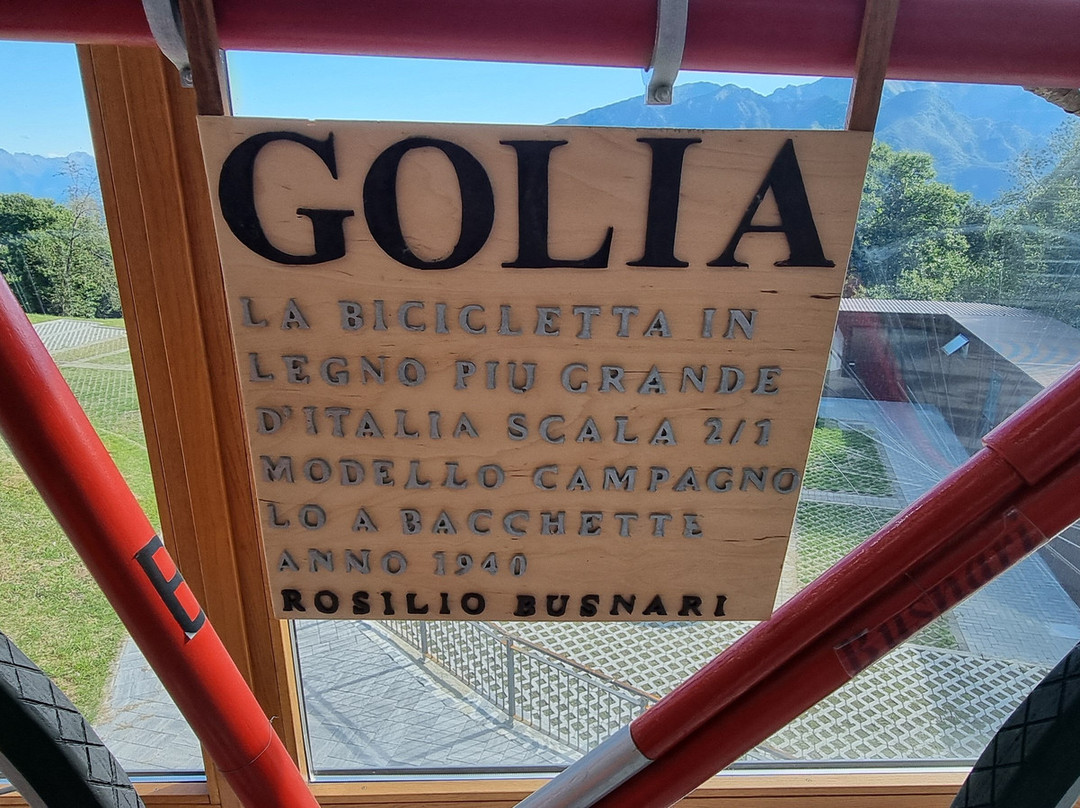 GOLIA
LA BICICLETTA IN
LEGNO PIU GRANDE
D'ITALIA SCALA 2/1
MODELLO CAMPAGNO
LO A BACCHETTE
ANNO 1940
ROSILIO BUSNARI
E
Busnari